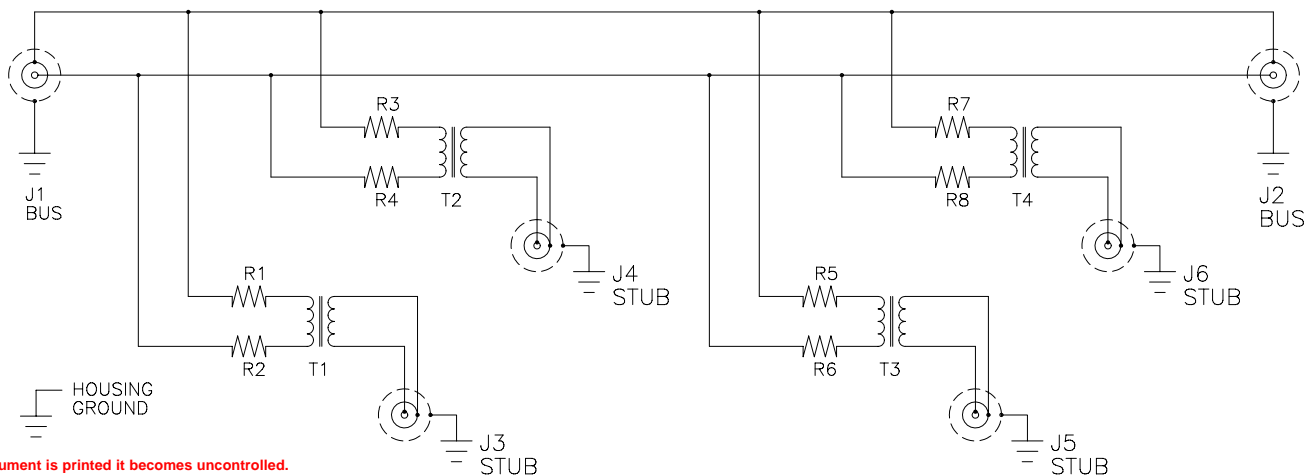 R3
R7
R4
T2
R8
T4
J1
BUS
J2
BUS
R1
J4
STUB
R5
J6
STUB
R2
T1
R6
T3
HOUSING
GROUND
J3
STUB
J5
STUB
ument is printed it becomes uncontrolled.